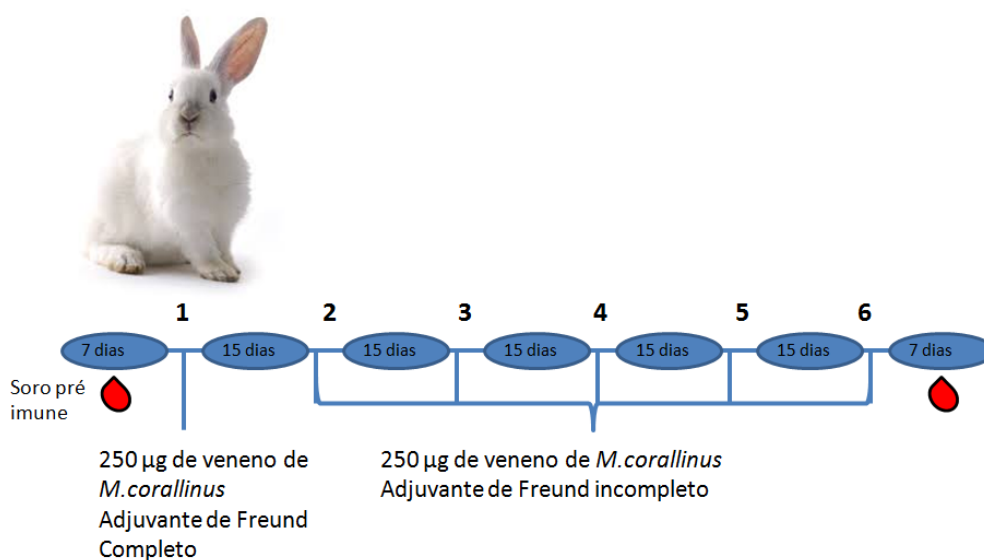 1 2 3 4 5 6
7 dias 15 dias 15 dias 15 dias 15 dias 15 dias 7 dias
Soro pré
imune
250 µg de veneno de
M.corallinus
Adjuvante de Freund
Completo
250 µg de veneno de M.corallinus
Adjuvante de Freund incompleto